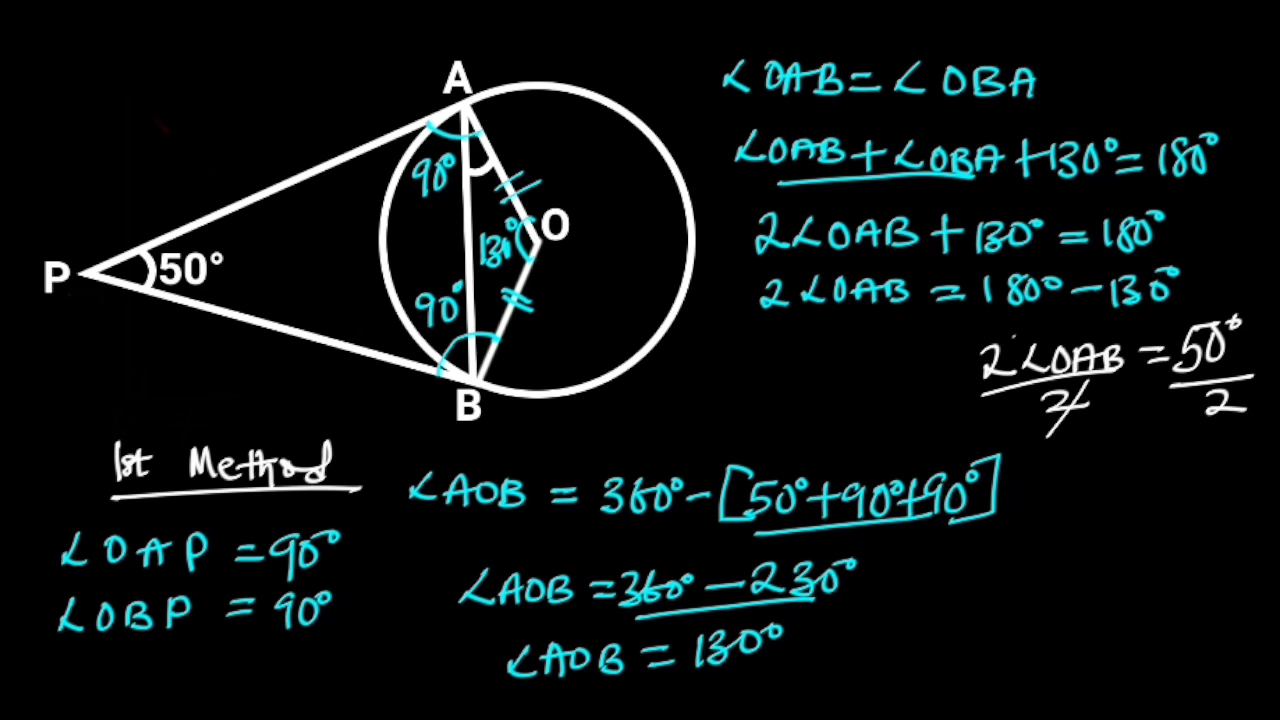 A
90°
O
130°
P
50°
90°
B
∠OAB = ∠OBA
∠OAB + ∠OBA + 130° = 180°
2∠OAB + 130° = 180°
2∠OAB = 180° - 130°
2∠OAB/2 = 50°/2
1st Method
∠OAP = 90°
∠OBP = 90°
∠AOB = 360° - [50° + 90° + 90°]
∠AOB = 360° - 230°
∠AOB = 130°